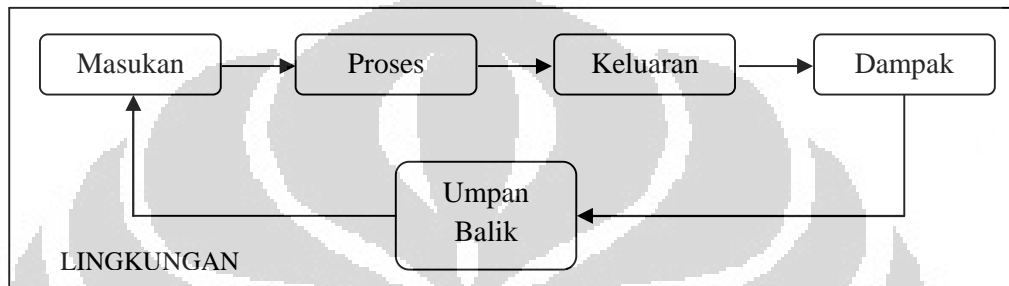 Masukan
Proses
Keluaran
Dampak
Umpan
Balik
LINGKUNGAN